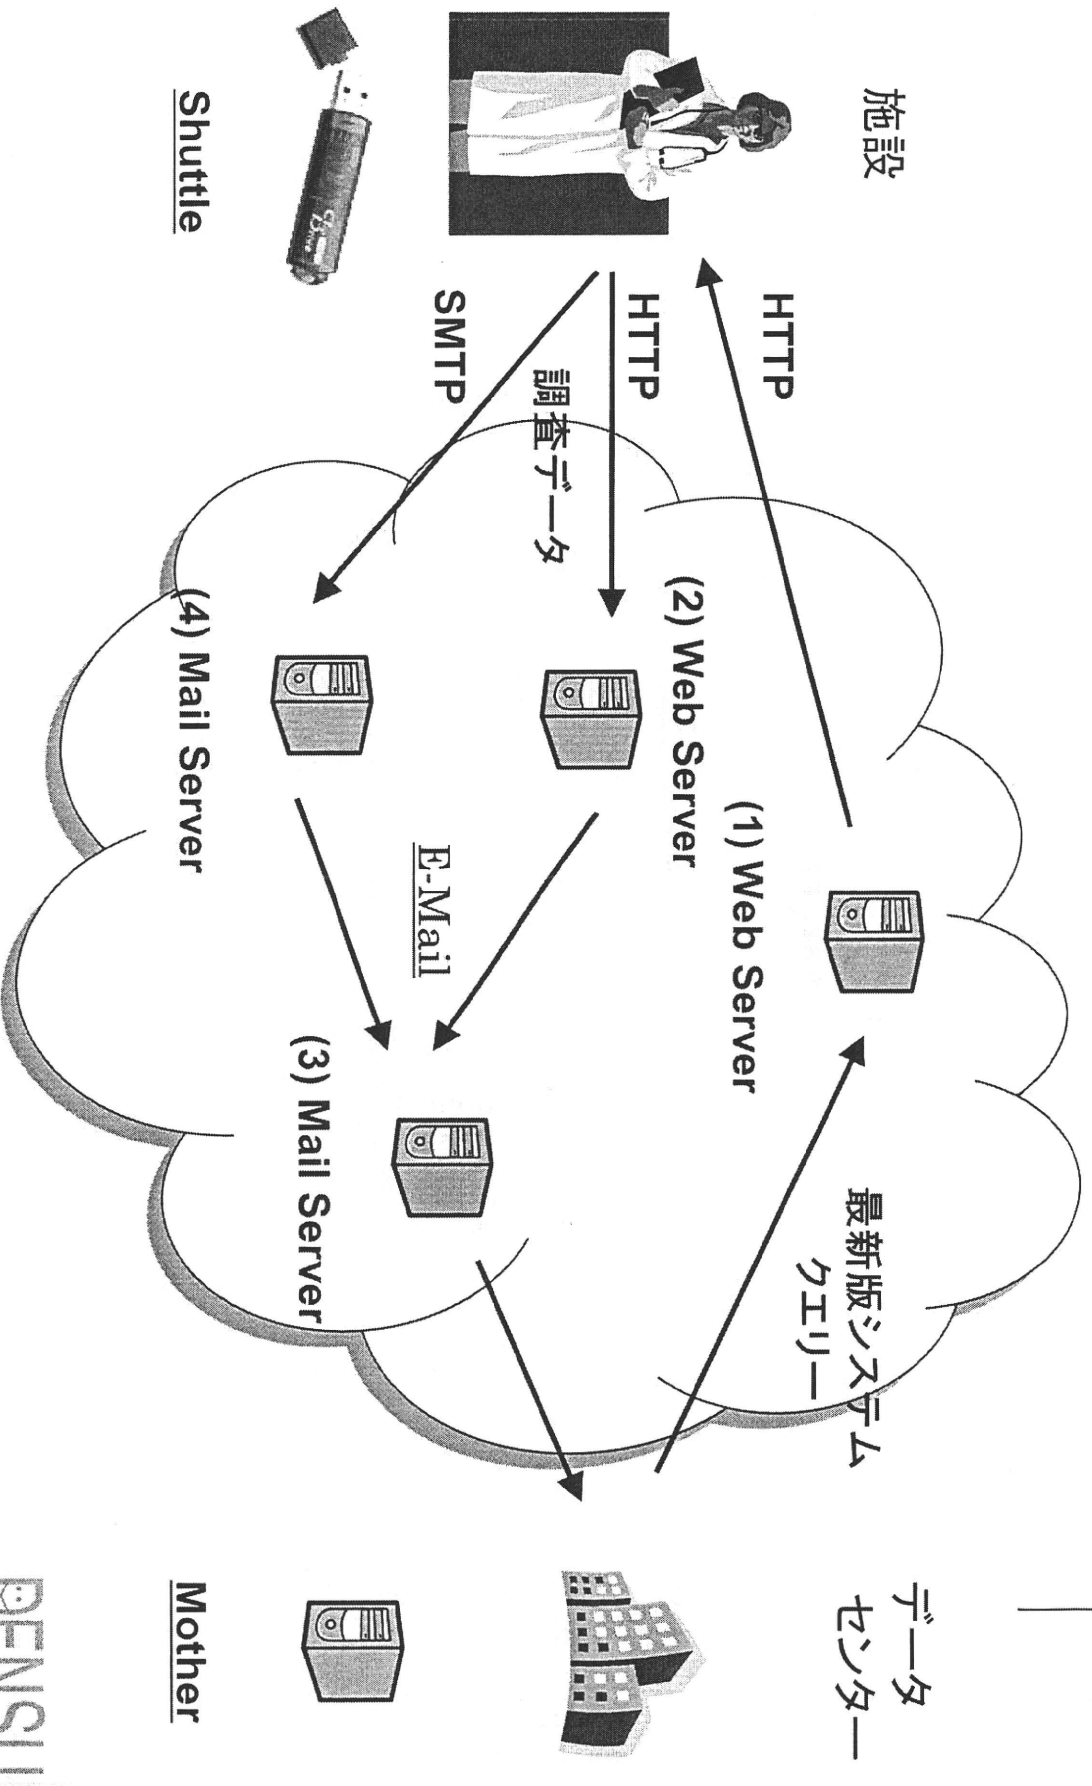 施設
データ
センター
最新版システム
クエリー
HTTP
(1) Web Server
(2) Web Server
HTTP
調査データ
SMTP
E-Mail
(3) Mail Server
(4) Mail Server
Shuttle
Mother